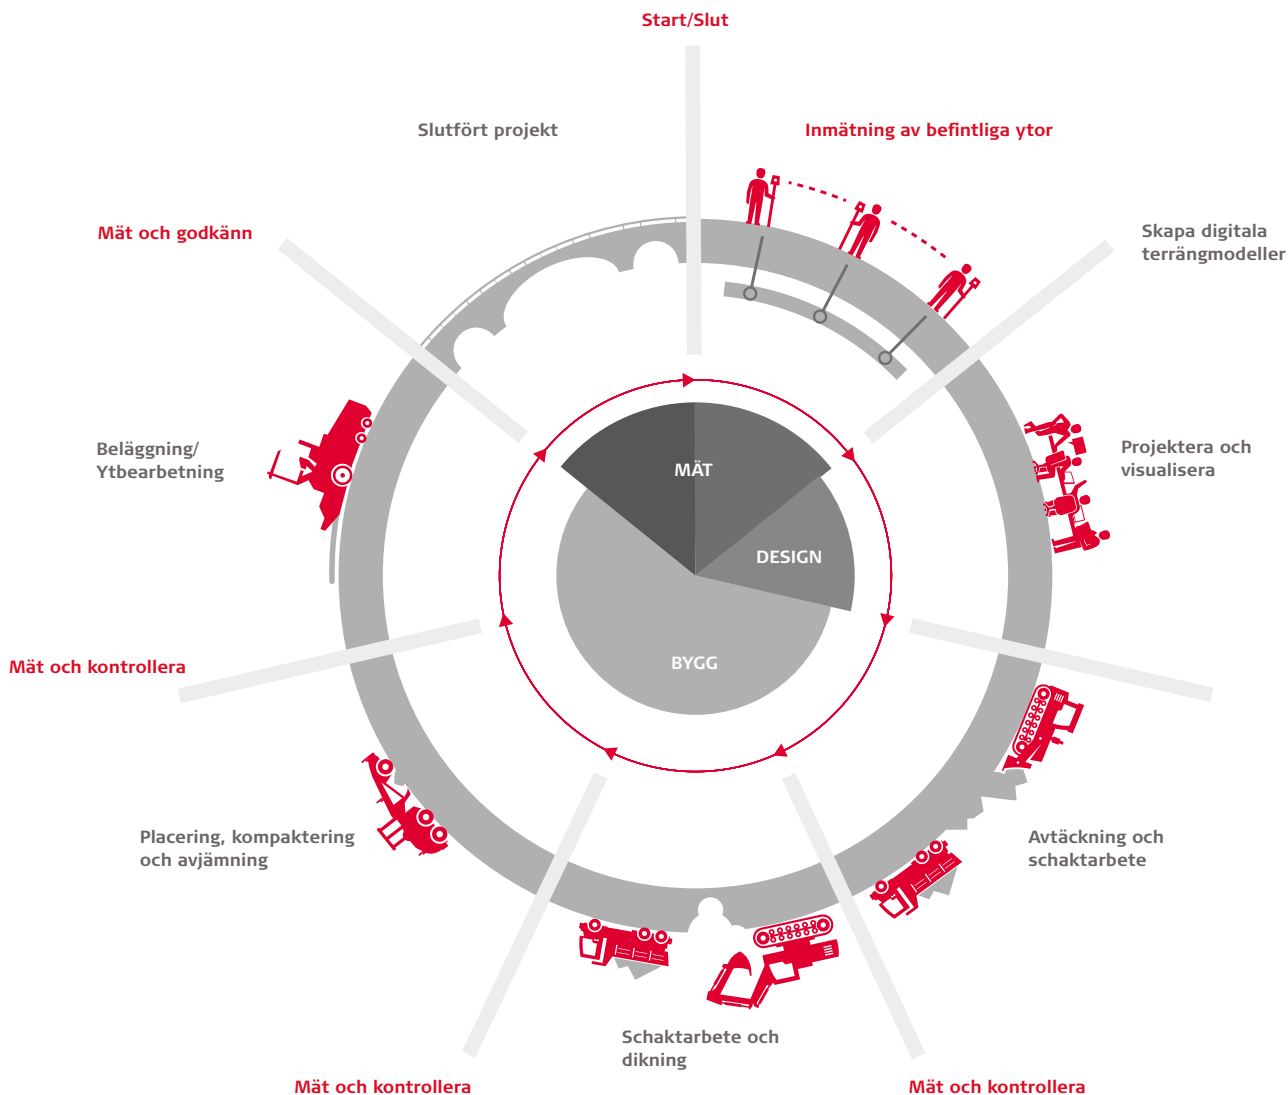 Start/Slut
Slutfört projekt
Inmätning av befintliga ytor
Mät och godkänn
Skapa digitala
terrängmodeller
Beläggning/
Ytbearbetning
Projektera och
visualisera
MÄT
DESIGN
BYGG
Mät och kontrollera
Placering, kompaktering
och avjämning
Avtäckning och
schaktarbete
Schaktarbete och
dikning
Mät och kontrollera
Mät och kontrollera